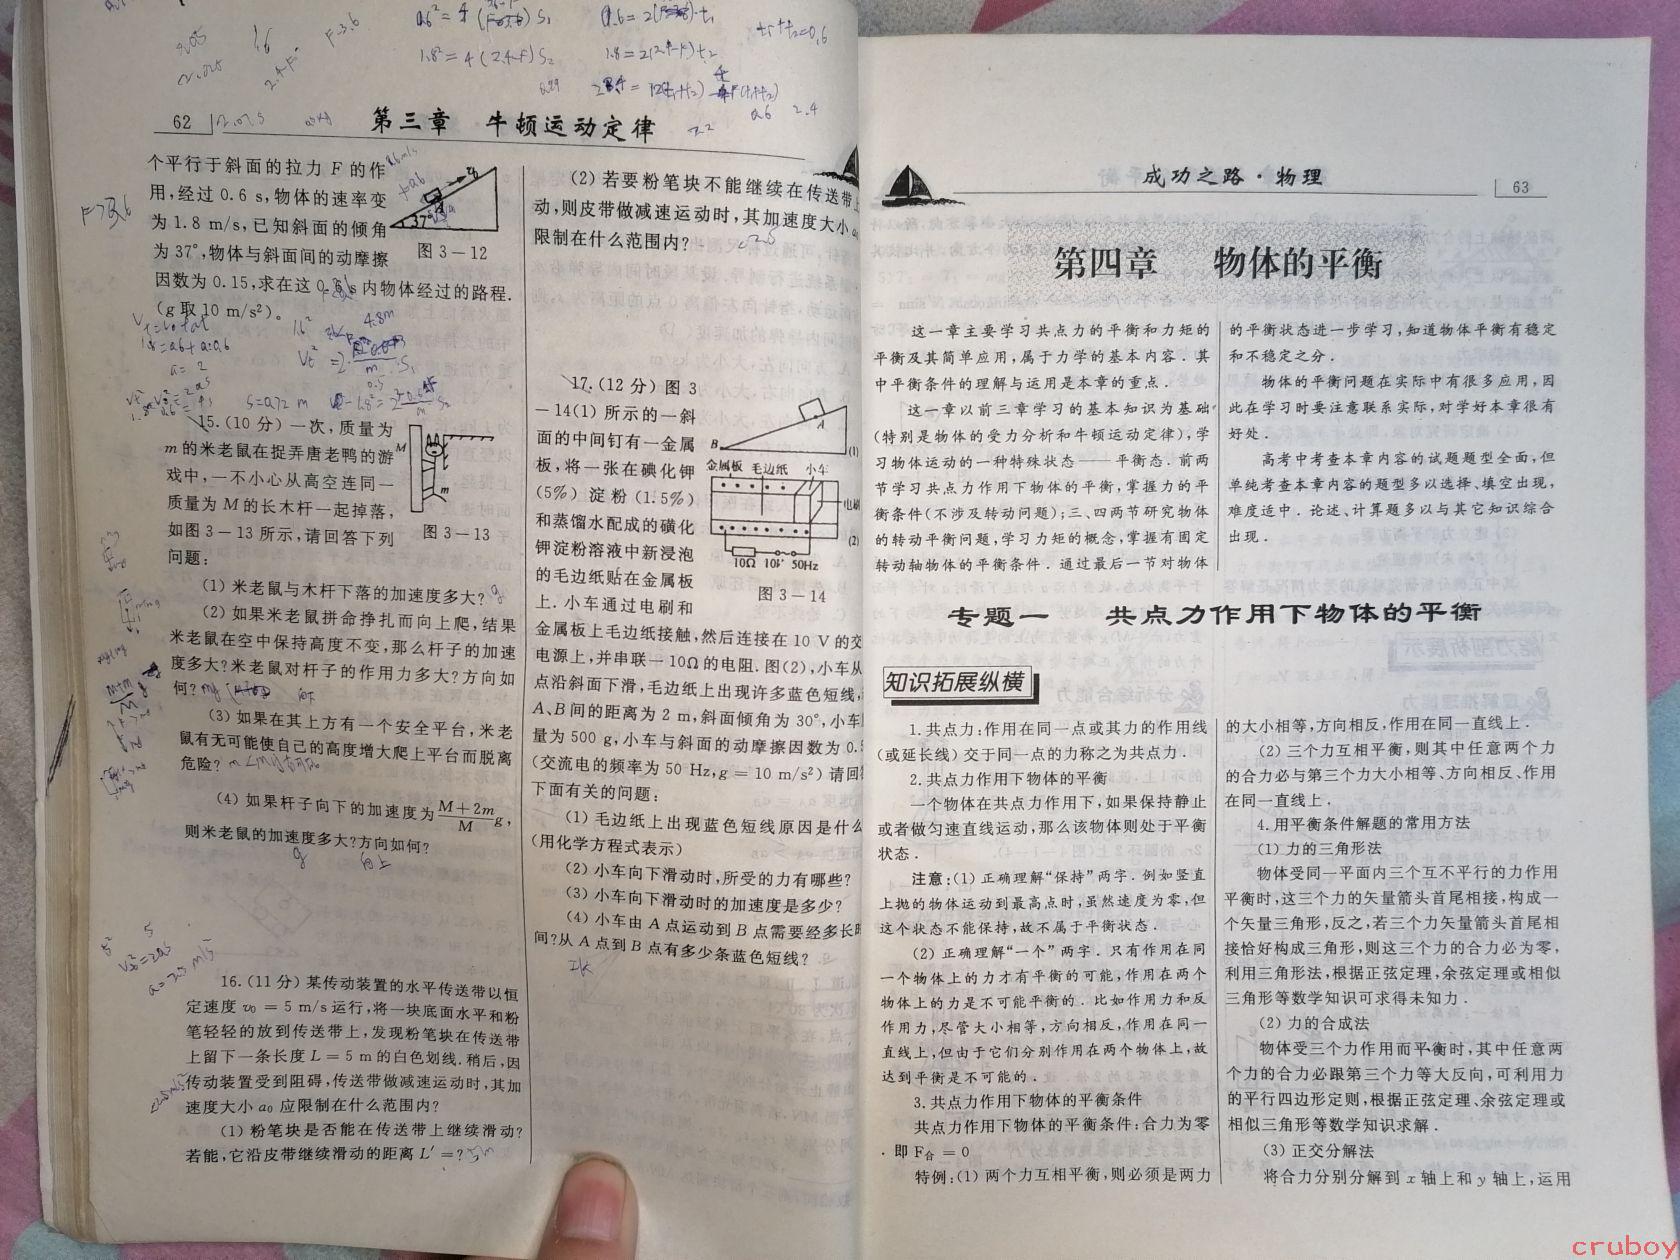 62
第三章 牛顿运动定律
个平行于斜面的拉力 F 的作
用,经过 0.6 s,物体的速率变
为 1.8 m/s,已知斜面的倾角
为 37°,物体与斜面间的动摩擦
因数为 0.15,求在这 0.6 s 内物体经过的路程.
(g 取 10 m/s²)。
37°
图 3－12
15.(10 分) 一次,质量为
m 的米老鼠在捉弄唐老鸭的游
戏中,一不小心从高空连同一
质量为 M 的长木杆一起掉落,
如图 3－13 所示,请回答下列
问题:
M
m
图 3－13
(1) 米老鼠与木杆下落的加速度多大?
(2) 如果米老鼠拼命挣扎而向上爬,结果
米老鼠在空中保持高度不变,那么杆子的加速
度多大?米老鼠对杆子的作用力多大?方向如
何?
(3) 如果在其上方有一个安全平台,米老
鼠有无可能使自己的高度增大爬上平台而脱离
危险?
(4) 如果杆子向下的加速度为 M＋2m/M g,
则米老鼠的加速度多大?方向如何?
16.(11 分) 某传动装置的水平传送带以恒
定速度 v₀ ＝ 5 m/s 运行,将一块底面水平和粉
笔轻轻的放到传送带上,发现粉笔块在传送带
上留下一条长度 L＝5 m 的白色划线.稍后,因
传动装置受到阻碍,传送带做减速运动时,其加
速度大小 a₀ 应限制在什么范围内?
(1) 粉笔块是否能在传送带上继续滑动?
若能,它沿皮带继续滑动的距离 L′ ＝?
(2) 若要粉笔块不能继续在传送带上
动,则皮带做减速运动时,其加速度大小 a₀
限制在什么范围内?
17.(12 分) 图 3
－14(1) 所示的一斜
面的中间钉有一金属
板,将一张在碘化钾
(5%) 淀粉 (1.5%)
和蒸馏水配成的磺化
钾淀粉溶液中新浸泡
的毛边纸贴在金属板
上. 小车通过电刷和
A
B
(1)
金属板 毛边纸 小车
电刷
(2)
10Ω 10V 50Hz
图 3－14
金属板上毛边纸接触,然后连接在 10 V 的交
电源上,并串联一 10Ω 的电阻. 图(2),小车从
点沿斜面下滑,毛边纸上出现许多蓝色短线,
A、B 间的距离为 2 m,斜面倾角为 30°,小车
量为 500 g,小车与斜面的动摩擦因数为 0.
(交流电的频率为 50 Hz,g ＝ 10 m/s²) 请回
下面有关的问题:
(1) 毛边纸上出现蓝色短线原因是什么
(用化学方程式表示)
(2) 小车向下滑动时,所受的力有哪些?
(3) 小车向下滑动时的加速度是多少?
(4) 小车由 A 点运动到 B 点需要经多长时
间?从 A 点到 B 点有多少条蓝色短线?
成功之路·物理
63
第四章 物体的平衡
这一章主要学习共点力的平衡和力矩的
平衡及其简单应用,属于力学的基本内容. 其
中平衡条件的理解与运用是本章的重点.
这一章以前三章学习的基本知识为基础
(特别是物体的受力分析和牛顿运动定律),学
习物体运动的一种特殊状态——平衡态. 前两
节学习共点力作用下物体的平衡,掌握力的平
衡条件(不涉及转动问题);三、四两节研究物体
的转动平衡问题,学习力矩的概念,掌握有固定
转动轴物体的平衡条件. 通过最后一节对物体
的平衡状态进一步学习,知道物体平衡有稳定
和不稳定之分.
物体的平衡问题在实际中有很多应用,因
此在学习时要注意联系实际,对学好本章很有
好处.
高考中考查本章内容的试题题型全面,但
单纯考查本章内容的题型多以选择、填空出现,
难度适中. 论述、计算题多以与其它知识综合
出现.
专题一 共点力作用下物体的平衡
知识拓展纵横
1.共点力:作用在同一点或其力的作用线
(或延长线) 交于同一点的力称之为共点力.
2.共点力作用下物体的平衡
一个物体在共点力作用下,如果保持静止
或者做匀速直线运动,那么该物体则处于平衡
状态.
注意:(1) 正确理解“保持”两字. 例如竖直
上抛的物体运动到最高点时,虽然速度为零,但
这个状态不能保持,故不属于平衡状态.
(2) 正确理解“一个”两字. 只有作用在同
一个物体上的力才有平衡的可能,作用在两个
物体上的力是不可能平衡的. 比如作用力和反
作用力,尽管大小相等,方向相反,作用在同一
直线上,但由于它们分别作用在两个物体上,故
达到平衡是不可能的.
3.共点力作用下物体的平衡条件
共点力作用下物体的平衡条件:合力为零
即 F合 ＝ 0
特例:(1) 两个力互相平衡,则必须是两力
的大小相等,方向相反,作用在同一直线上.
(2) 三个力互相平衡,则其中任意两个力
的合力必与第三个力大小相等、方向相反、作用
在同一直线上.
4.用平衡条件解题的常用方法
(1) 力的三角形法
物体受同一平面内三个互不平行的力作用
平衡时,这三个力的矢量箭头首尾相接,构成一
个矢量三角形,反之,若三个力矢量箭头首尾相
接恰好构成三角形,则这三个力的合力必为零,
利用三角形法,根据正弦定理,余弦定理或相似
三角形等数学知识可求得未知力.
(2) 力的合成法
物体受三个力作用而平衡时,其中任意两
个力的合力必跟第三个力等大反向,可利用力
的平行四边形定则,根据正弦定理、余弦定理或
相似三角形等数学知识求解.
(3) 正交分解法
将合力分别分解到 x 轴上和 y 轴上,运用
cruboy